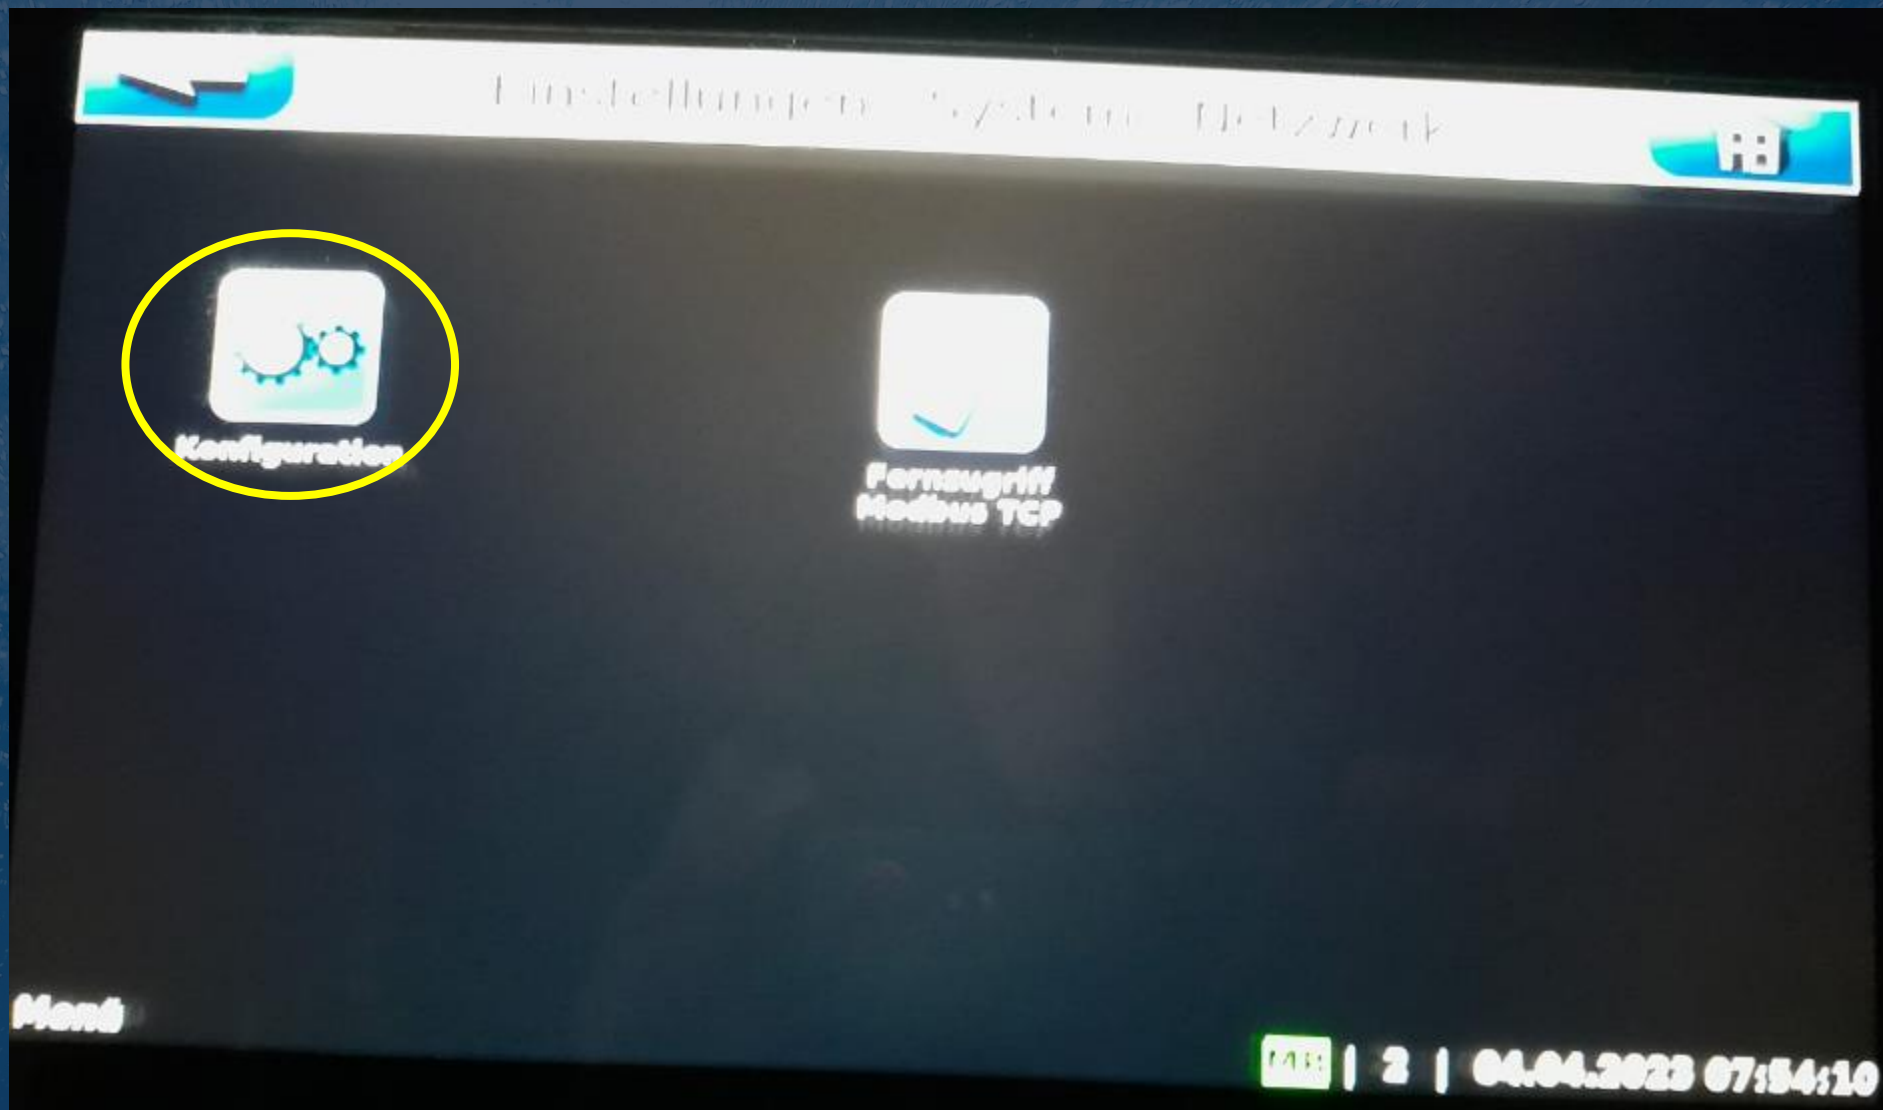 Einstellungen System Netzwerk
Konfiguration
Fernzugriff
Modbus TCP
Menü
| 2 | 04.04.2023 07:54:10